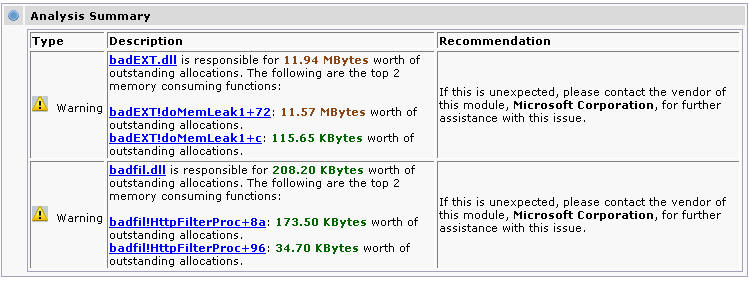 Analysis Summary
Type Description Recommendation
Warning
badEXT.dll is responsible for 11.94 MBytes worth of
outstanding allocations. The following are the top 2
memory consuming functions:
badEXT!doMemLeak1+72: 11.57 MBytes worth of
outstanding allocations.
badEXT!doMemLeak1+c: 115.65 KBytes worth of
outstanding allocations.
If this is unexpected, please contact the vendor of
this module, Microsoft Corporation, for further
assistance with this issue.
Warning
badfil.dll is responsible for 208.20 KBytes worth of
outstanding allocations. The following are the top 2
memory consuming functions:
badfil!HttpFilterProc+8a: 173.50 KBytes worth of
outstanding allocations.
badfil!HttpFilterProc+96: 34.70 KBytes worth of
outstanding allocations.
If this is unexpected, please contact the vendor of
this module, Microsoft Corporation, for further
assistance with this issue.